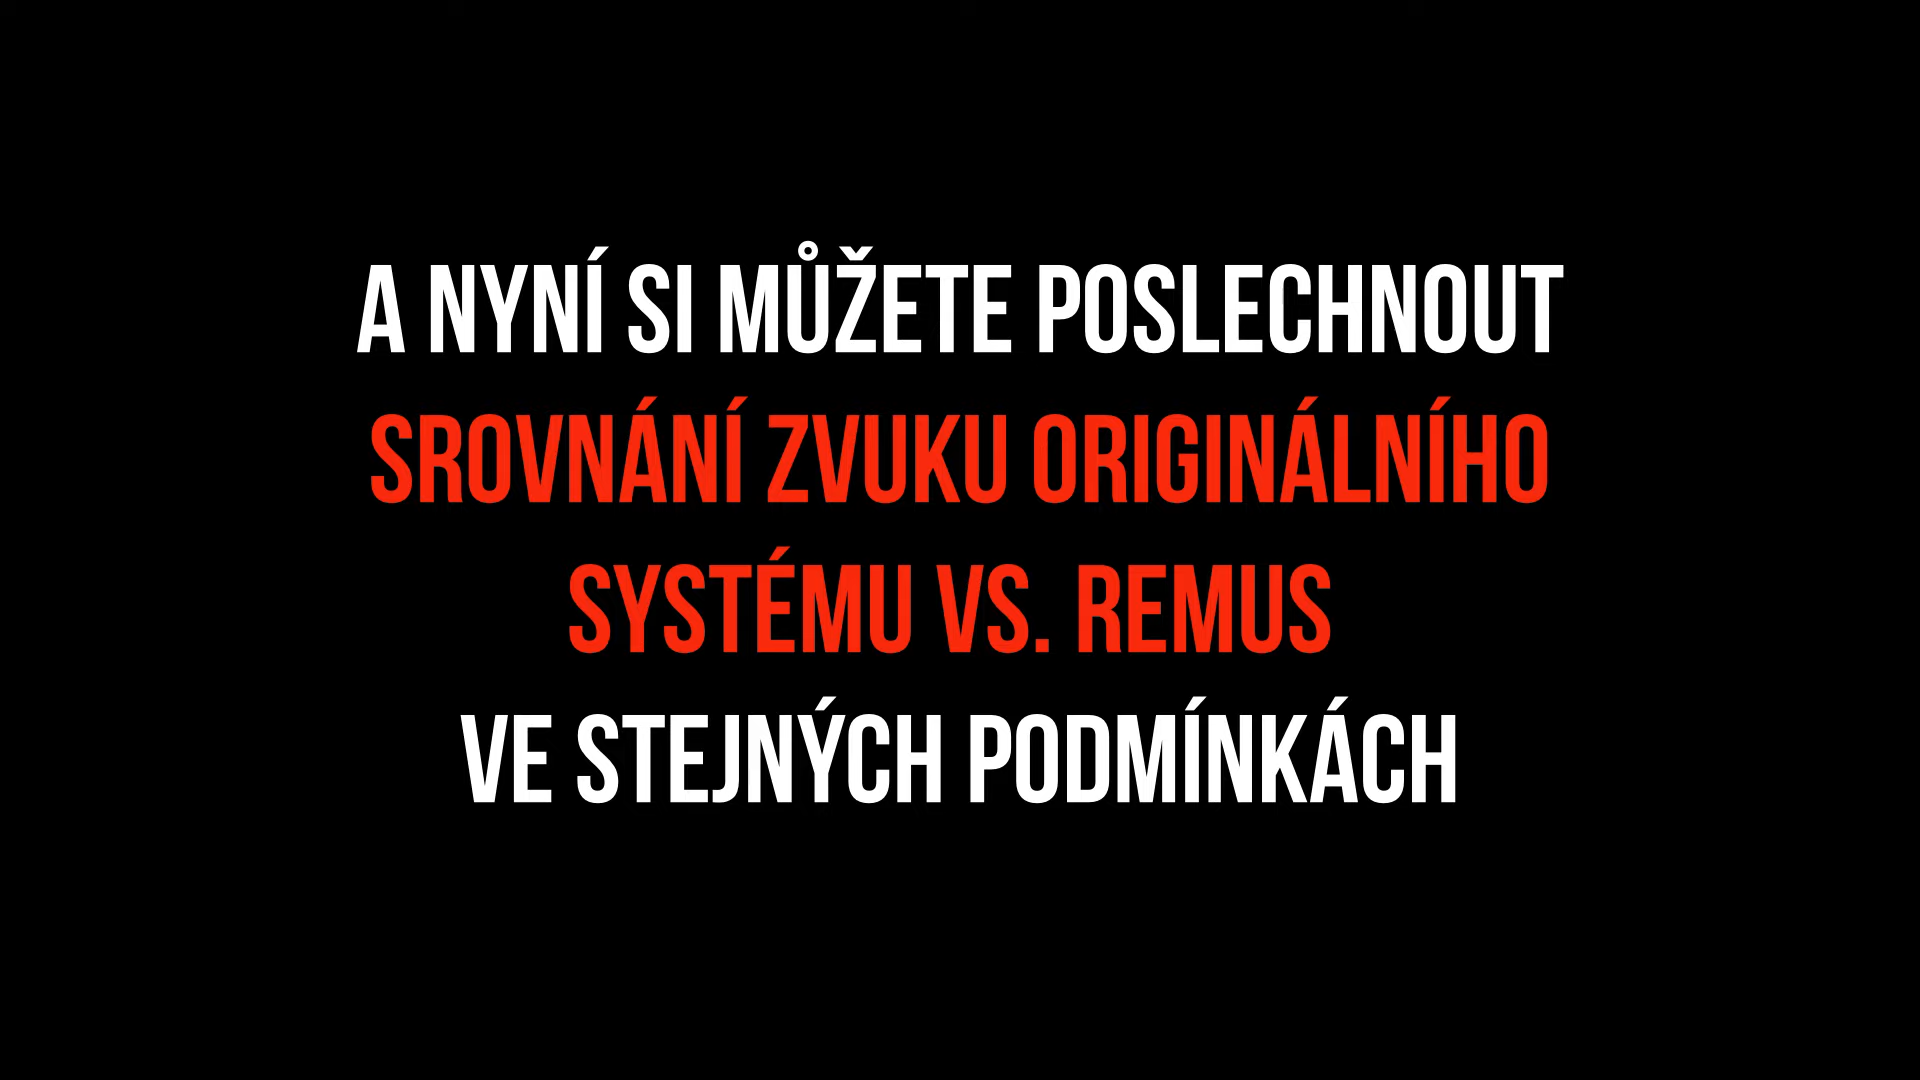 A NYNÍ SI MŮŽETE POSLECHNOUT
SROVNÁNÍ ZVUKU ORIGINÁLNÍHO
SYSTÉMU VS. REMUS
VE STEJNÝCH PODMÍNKÁCH